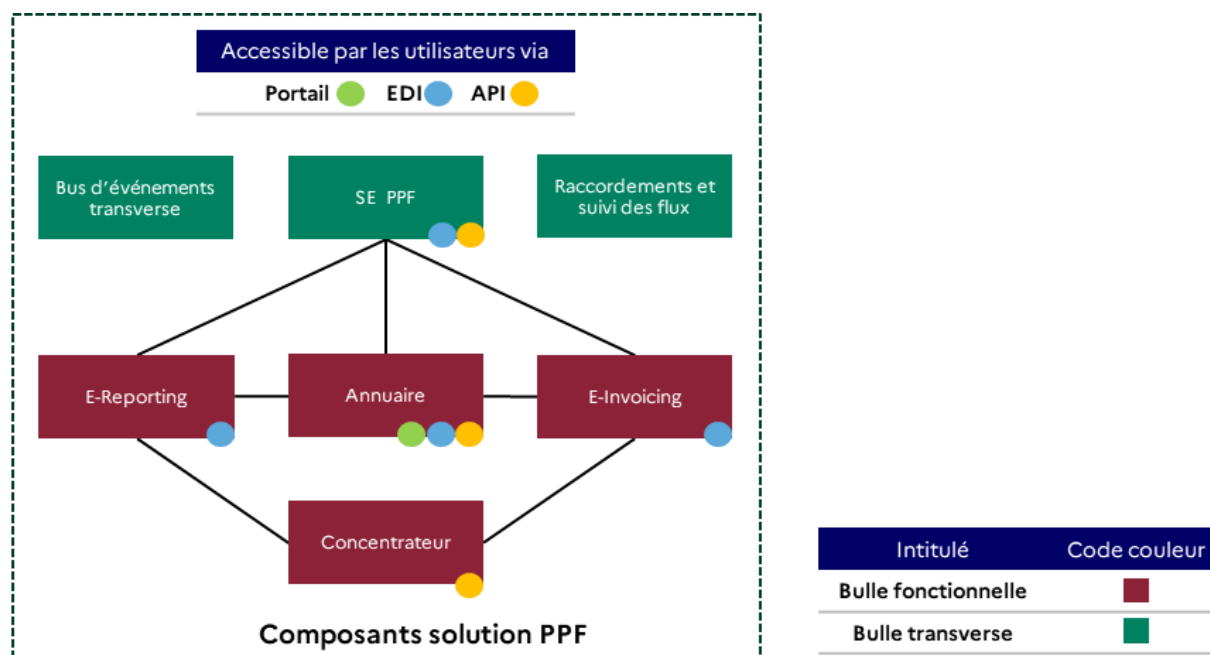 Accessible par les utilisateurs via
Portail EDI API
Bus d'événements
transverse
SE PPF
Raccordements et
suivi des flux
E-Reporting
Annuaire
E-Invoicing
Concentrateur
Composants solution PPF
Intitulé Code couleur
Bulle fonctionnelle
Bulle transverse